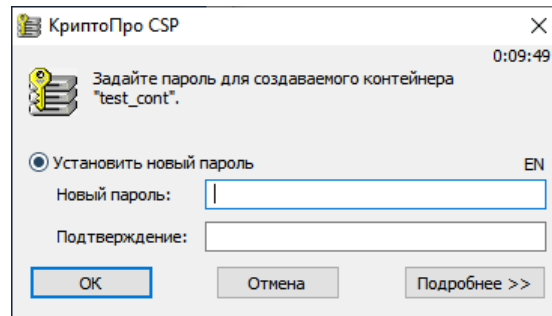 КриптоПро CSP
0:09:49
Задайте пароль для создаваемого контейнера
"test_cont".
Установить новый пароль
EN
Новый пароль:
Подтверждение:
ОК
Отмена
Подробнее >>